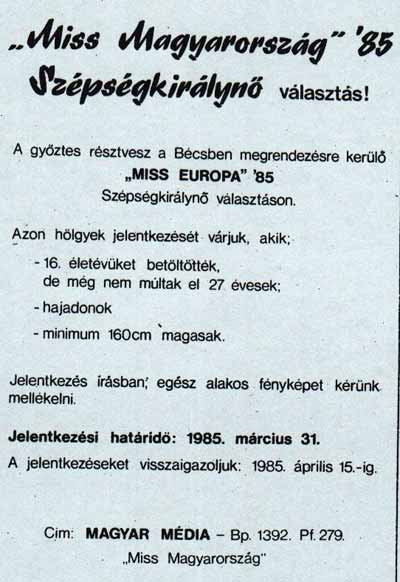 „Miss Magyarország” '85
Szépségkirálynő választás!
A győztes résztvesz a Bécsben megrendezésre kerülő
„MISS EUROPA” '85
Szépségkirálynő választáson.
Azon hölgyek jelentkezését várjuk, akik;
- 16. életévüket betöltötték,
de még nem múltak el 27 évesek;
- hajadonok
- minimum 160cm magasak.
Jelentkezés írásban; egész alakos fényképet kérünk
mellékelni.
Jelentkezési határidő: 1985. március 31.
A jelentkezéseket visszaigazoljuk: 1985. április 15.-ig.
Cim: MAGYAR MÉDIA – Bp. 1392. Pf. 279.
„Miss Magyarország”